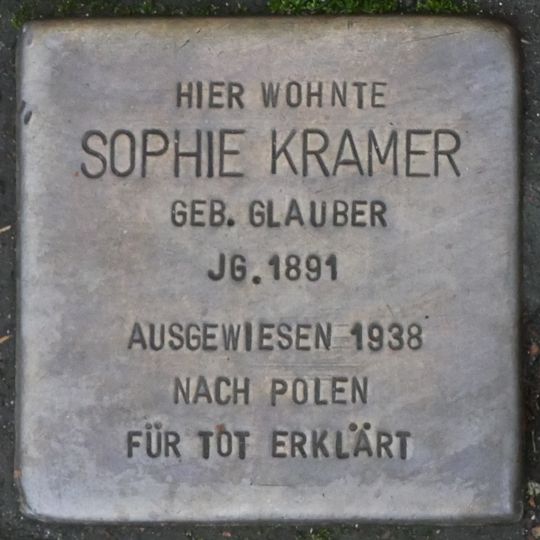 HIER WOHNTE
SOPHIE KRAMER
GEB. GLAUBER
JG. 1891
AUSGEWIESEN 1938
NACH POLEN
FÜR TOT ERKLÄRT